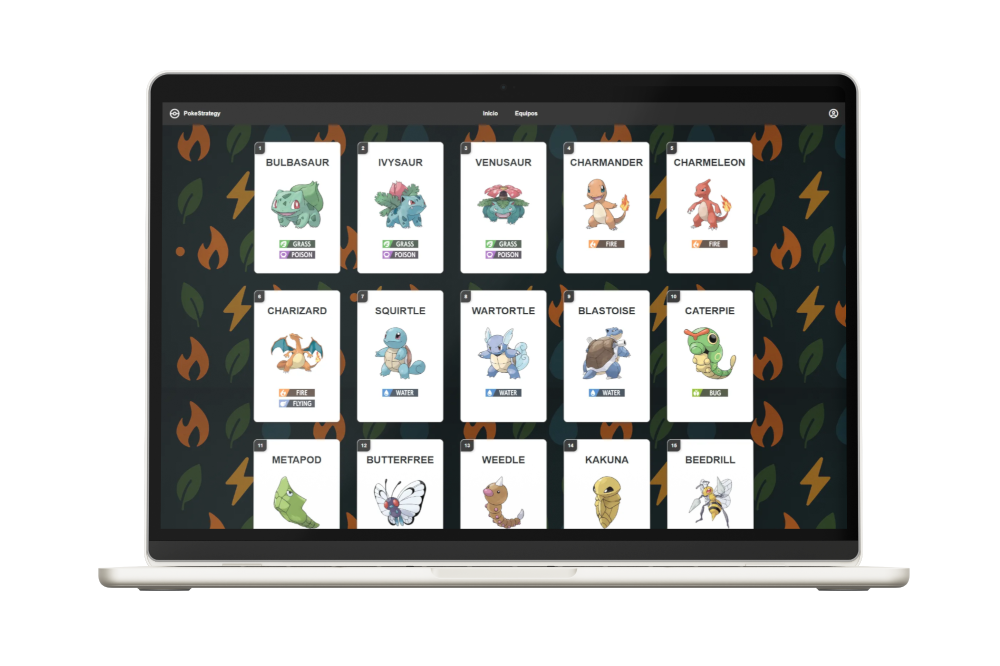 PokeStrategy Inicio Equipos
1 2 3 4 5
BULBASAUR IVYSAUR VENUSAUR CHARMANDER CHARMELEON
GRASS GRASS GRASS FIRE FIRE
POISON POISON POISON
6 7 8 9 10
CHARIZARD SQUIRTLE WARTORTLE BLASTOISE CATERPIE
FIRE WATER WATER WATER BUG
FLYING
11 12 13 14 15
METAPOD BUTTERFREE WEEDLE KAKUNA BEEDRILL